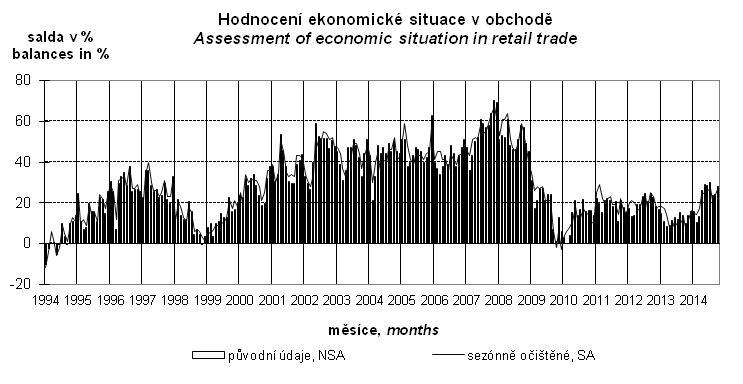 Hodnocení ekonomické situace v obchodě
Assessment of economic situation in retail trade
salda v %
balances in %
80
60
40
20
0
-20
1994 1995 1996 1997 1998 1999 2000 2001 2002 2003 2004 2005 2006 2007 2008 2009 2010 2011 2012 2013 2014
měsíce, months
původní údaje, NSA
sezónně očištěné, SA